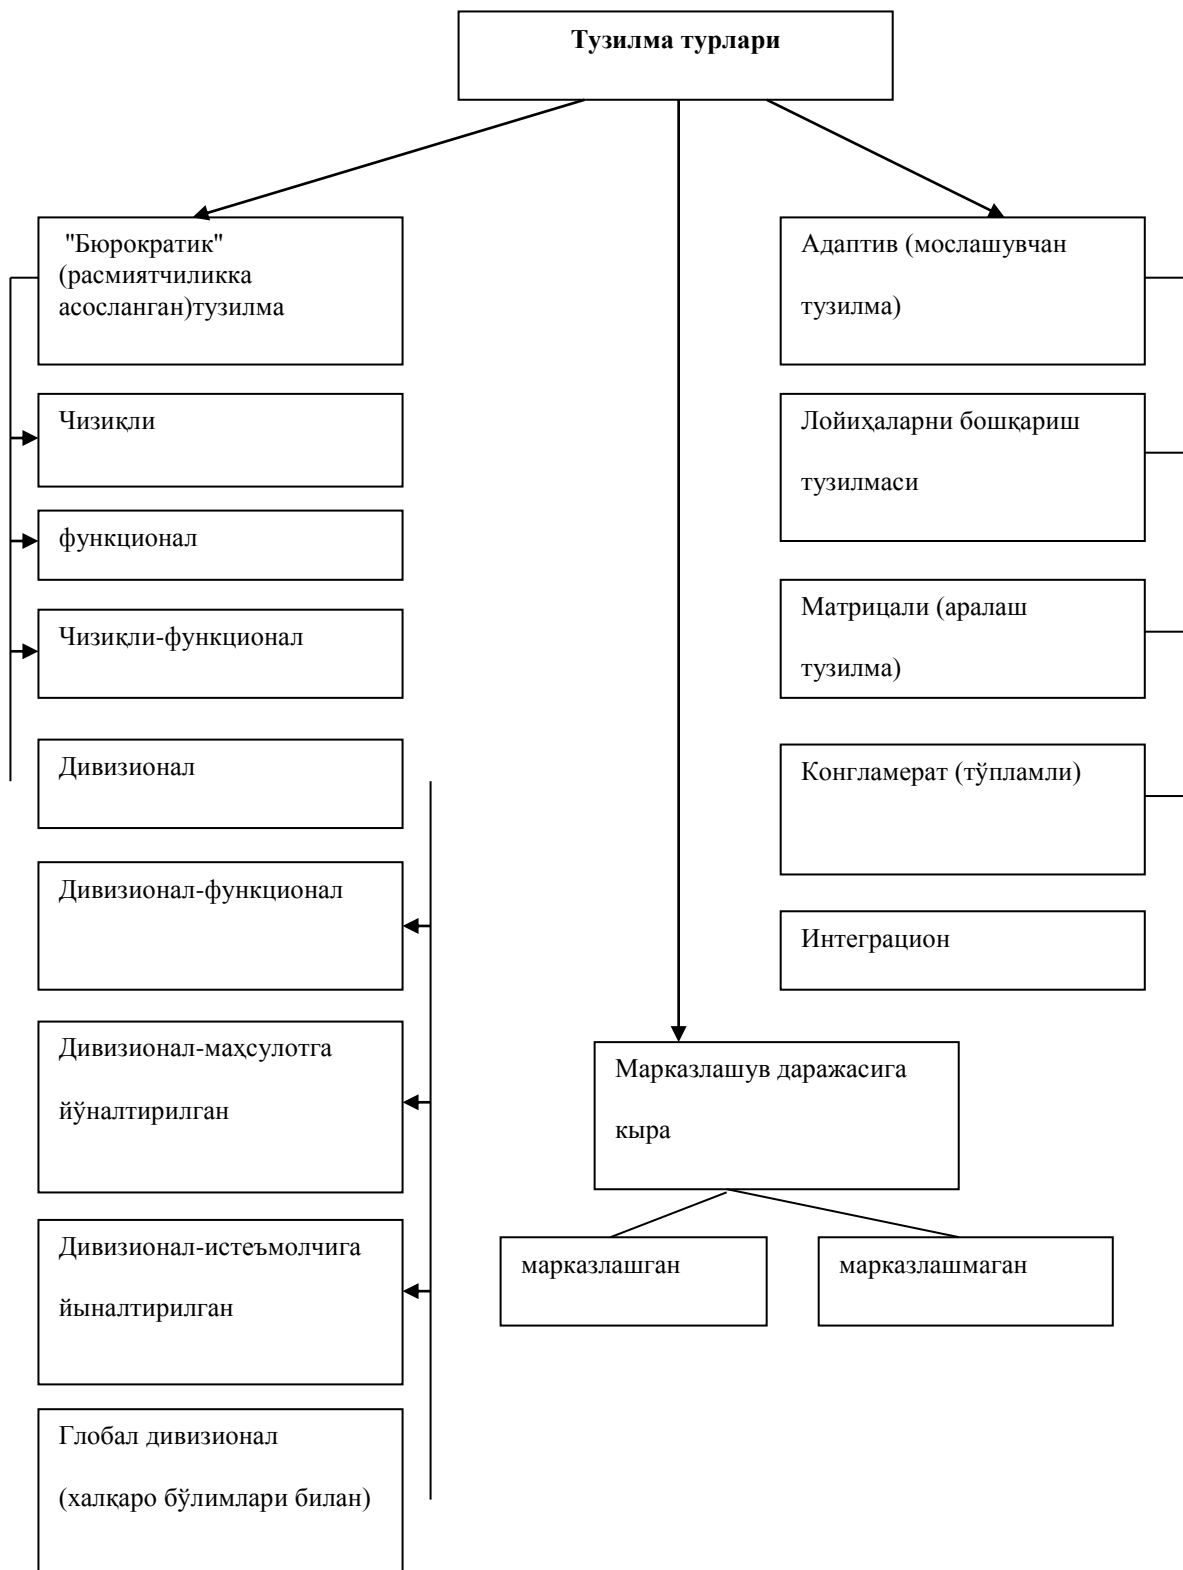 Тузилма турлари
"Бюрократик"
(расмиятчиликка
асосланган)тузилма
Чизиқли
функционал
Чизиқли-функционал
Дивизионал
Дивизионал-функционал
Дивизионал-маҳсулотга
йўналтирилган
Дивизионал-истеъмолчига
йыналтирилган
Глобал дивизионал
(халқаро бўлимлари билан)
Марказлашув даражасига
кыра
марказлашган
марказлашмаган
Адаптив (мослашувчан
тузилма)
Лойиҳаларни бошқариш
тузилмаси
Матрицали (аралаш
тузилма)
Конгламерат (тўпламли)
Интеграцион